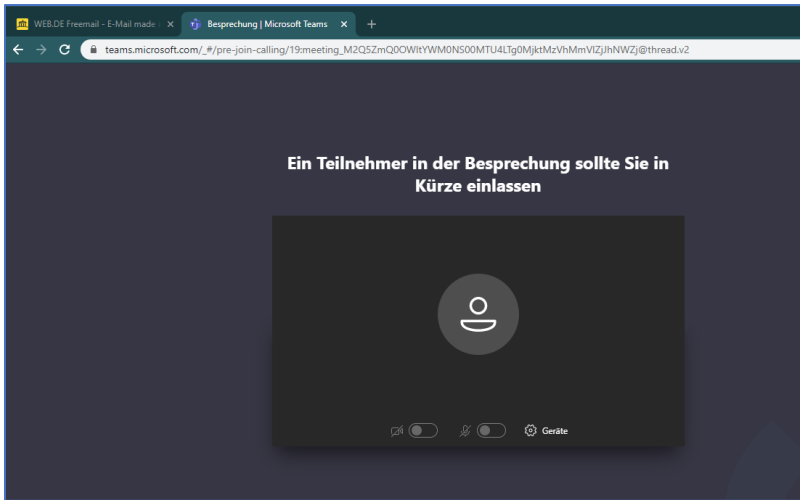 WEB.DE Freemail - E-Mail made
Besprechung | Microsoft Teams
teams.microsoft.com/_#/pre-join-calling/19:meeting_M2Q5ZmQ0OWItYWM0NS00MTU4LTg0MjktMzVhMmVlZjJhNWZj@thread.v2
Ein Teilnehmer in der Besprechung sollte Sie in
Kürze einlassen
Geräte